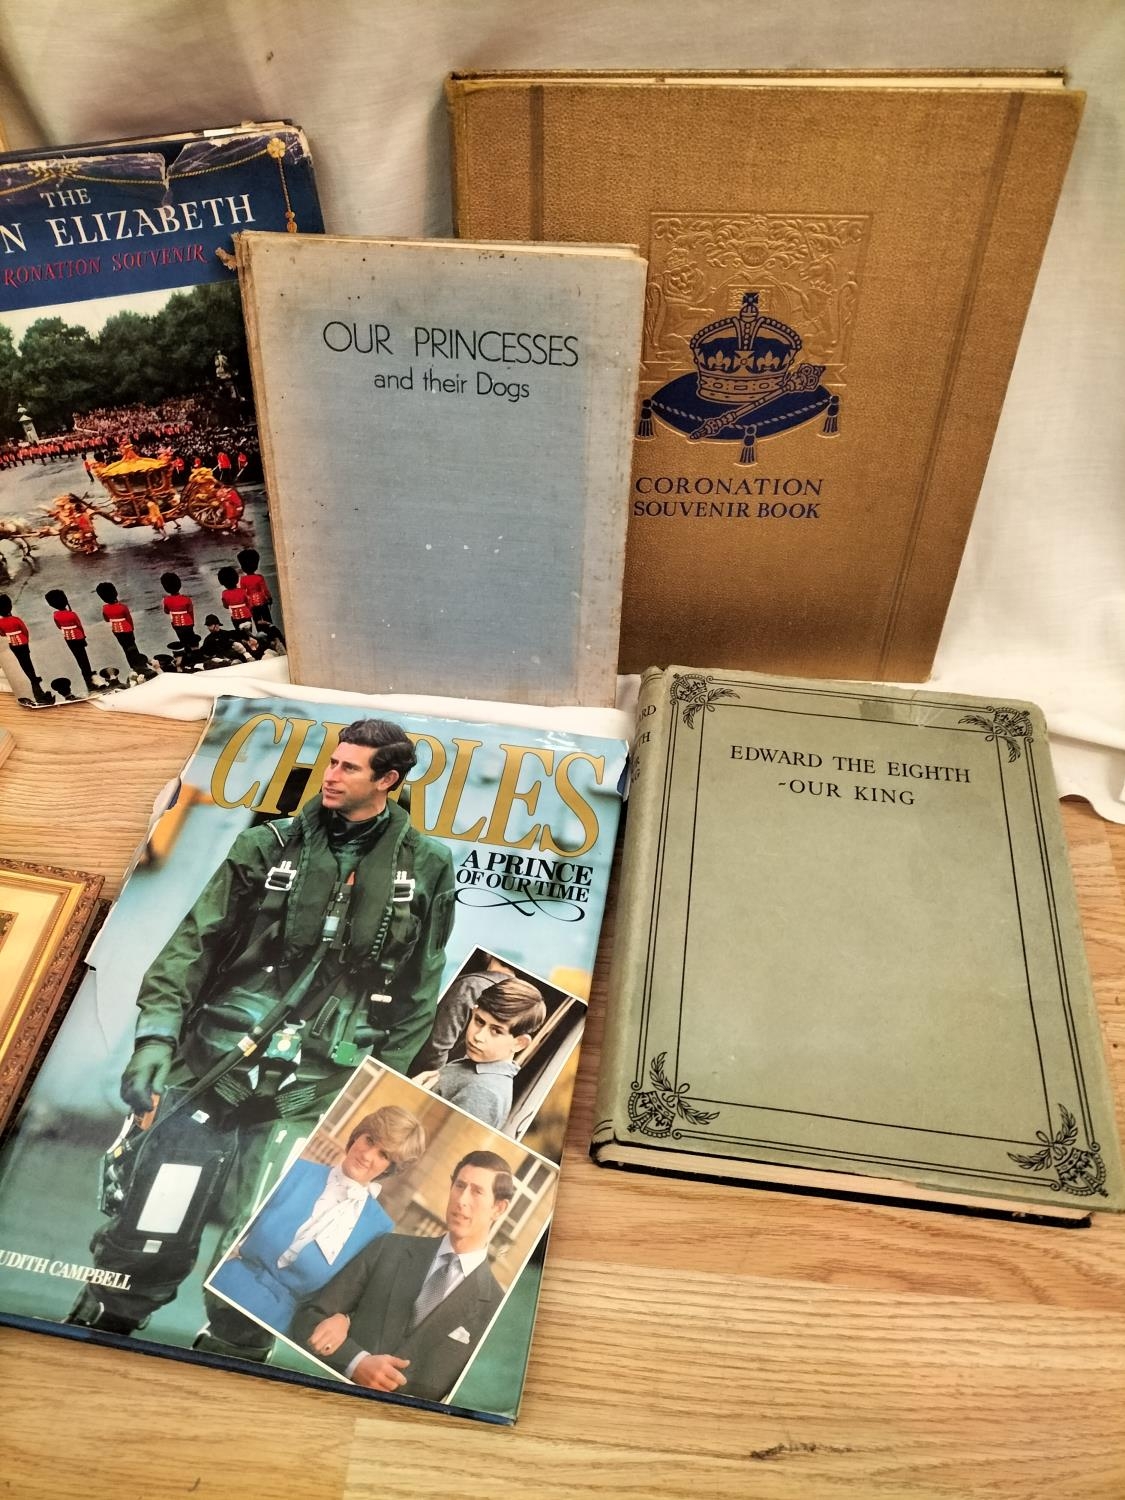 THE
N ELIZABETH
RONATION SOUVENIR
OUR PRINCESSES
and their Dogs
CORONATION
SOUVENIR BOOK
CHARLES
A PRINCE
OF OUR TIME
UDITH CAMPBELL
EDWARD THE EIGHTH
-OUR KING